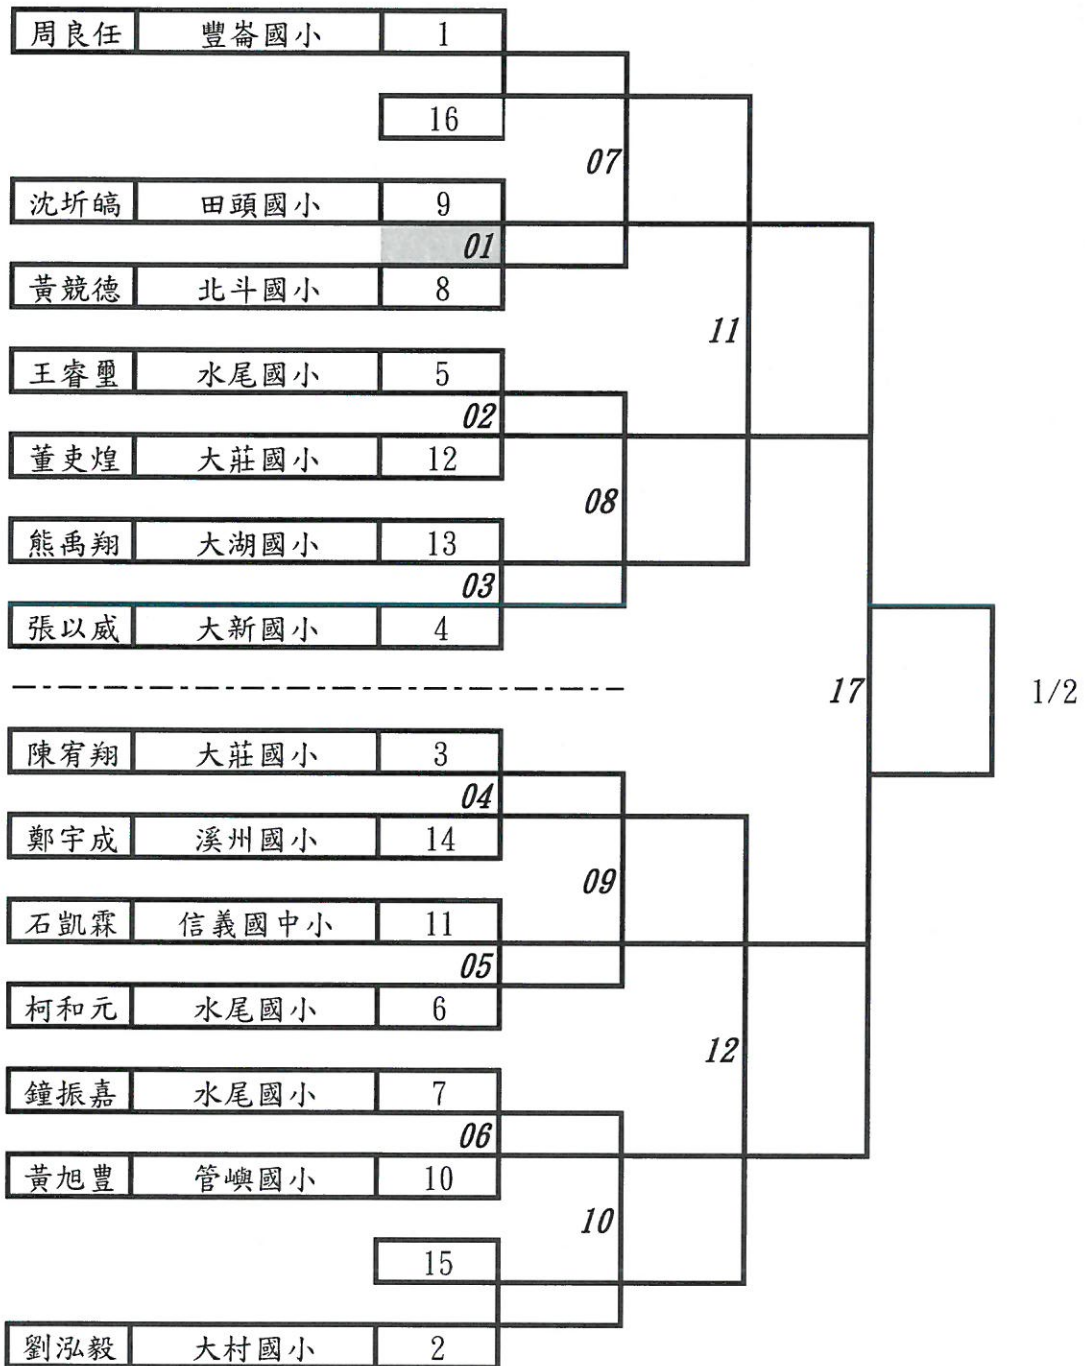 周良任 豐崙國小 1
16
07
沈圻皜 田頭國小 9
01
黃競德 北斗國小 8
11
王睿璽 水尾國小 5
02
董吏煌 大莊國小 12
08
熊禹翔 大湖國小 13
03
張以威 大新國小 4
17 1/2
陳宥翔 大莊國小 3
04
鄭宇成 溪州國小 14
09
石凱霖 信義國中小 11
05
柯和元 水尾國小 6
12
鐘振嘉 水尾國小 7
06
黃旭豊 管嶼國小 10
10
15
劉泓毅 大村國小 2